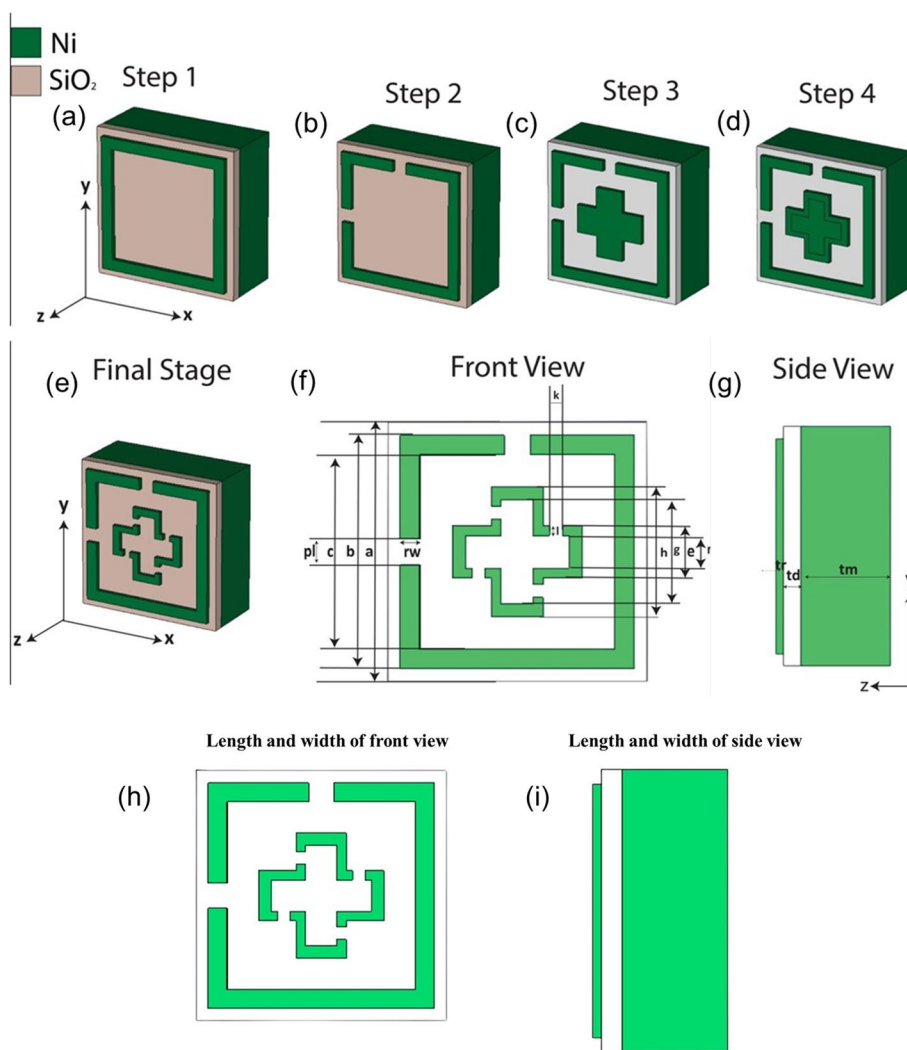 Ni
SiO₂
Step 1
Step 2
Step 3
Step 4
(a)
(b)
(c)
(d)
y
z
x
(e)
Final Stage
(f)
Front View
(g)
Side View
k
y
z
x
pl
c
b
a
rw
l
h
g
e
tr
td
tm
z
Length and width of front view
Length and width of side view
(h)
(i)